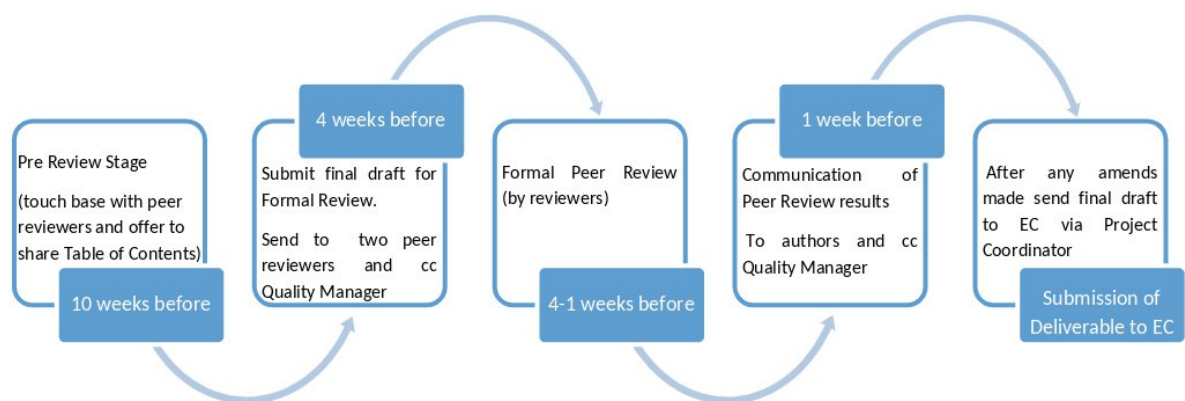 Pre Review Stage
(touch base with peer
reviewers and offer to
share Table of Contents)
10 weeks before
4 weeks before
Submit final draft for
Formal Review.
Send to two peer
reviewers and cc
Quality Manager
Formal Peer Review
(by reviewers)
4-1 weeks before
1 week before
Communication of
Peer Review results
To authors and cc
Quality Manager
After any amends
made send final draft
to EC via Project
Coordinator
Submission of
Deliverable to EC